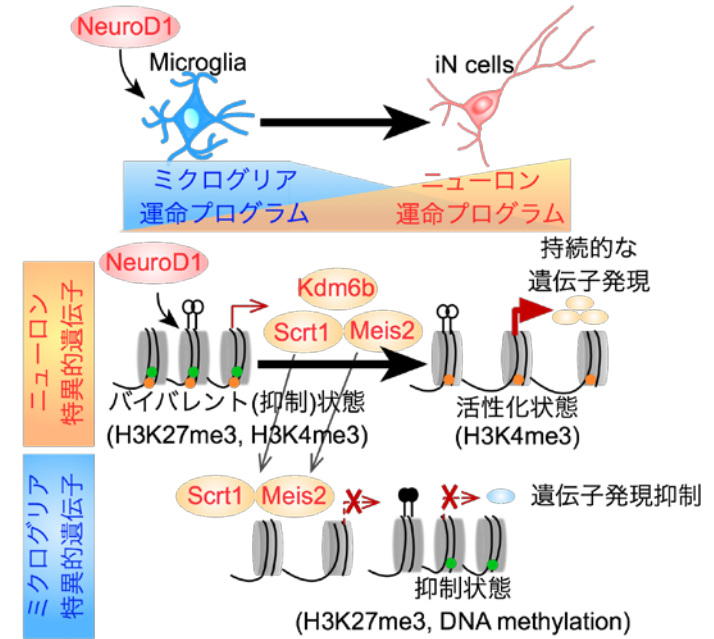 NeuroD1
Microglia
iN cells
ミクログリア
運命プログラム
ニューロン
運命プログラム
ニューロン
特異的遺伝子
NeuroD1
Kdm6b
Scrt1
Meis2
持続的な
遺伝子発現
バイバレント(抑制)状態
(H3K27me3, H3K4me3)
活性化状態
(H3K4me3)
ミクログリア
特異的遺伝子
Scrt1
Meis2
遺伝子発現抑制
抑制状態
(H3K27me3, DNA methylation)